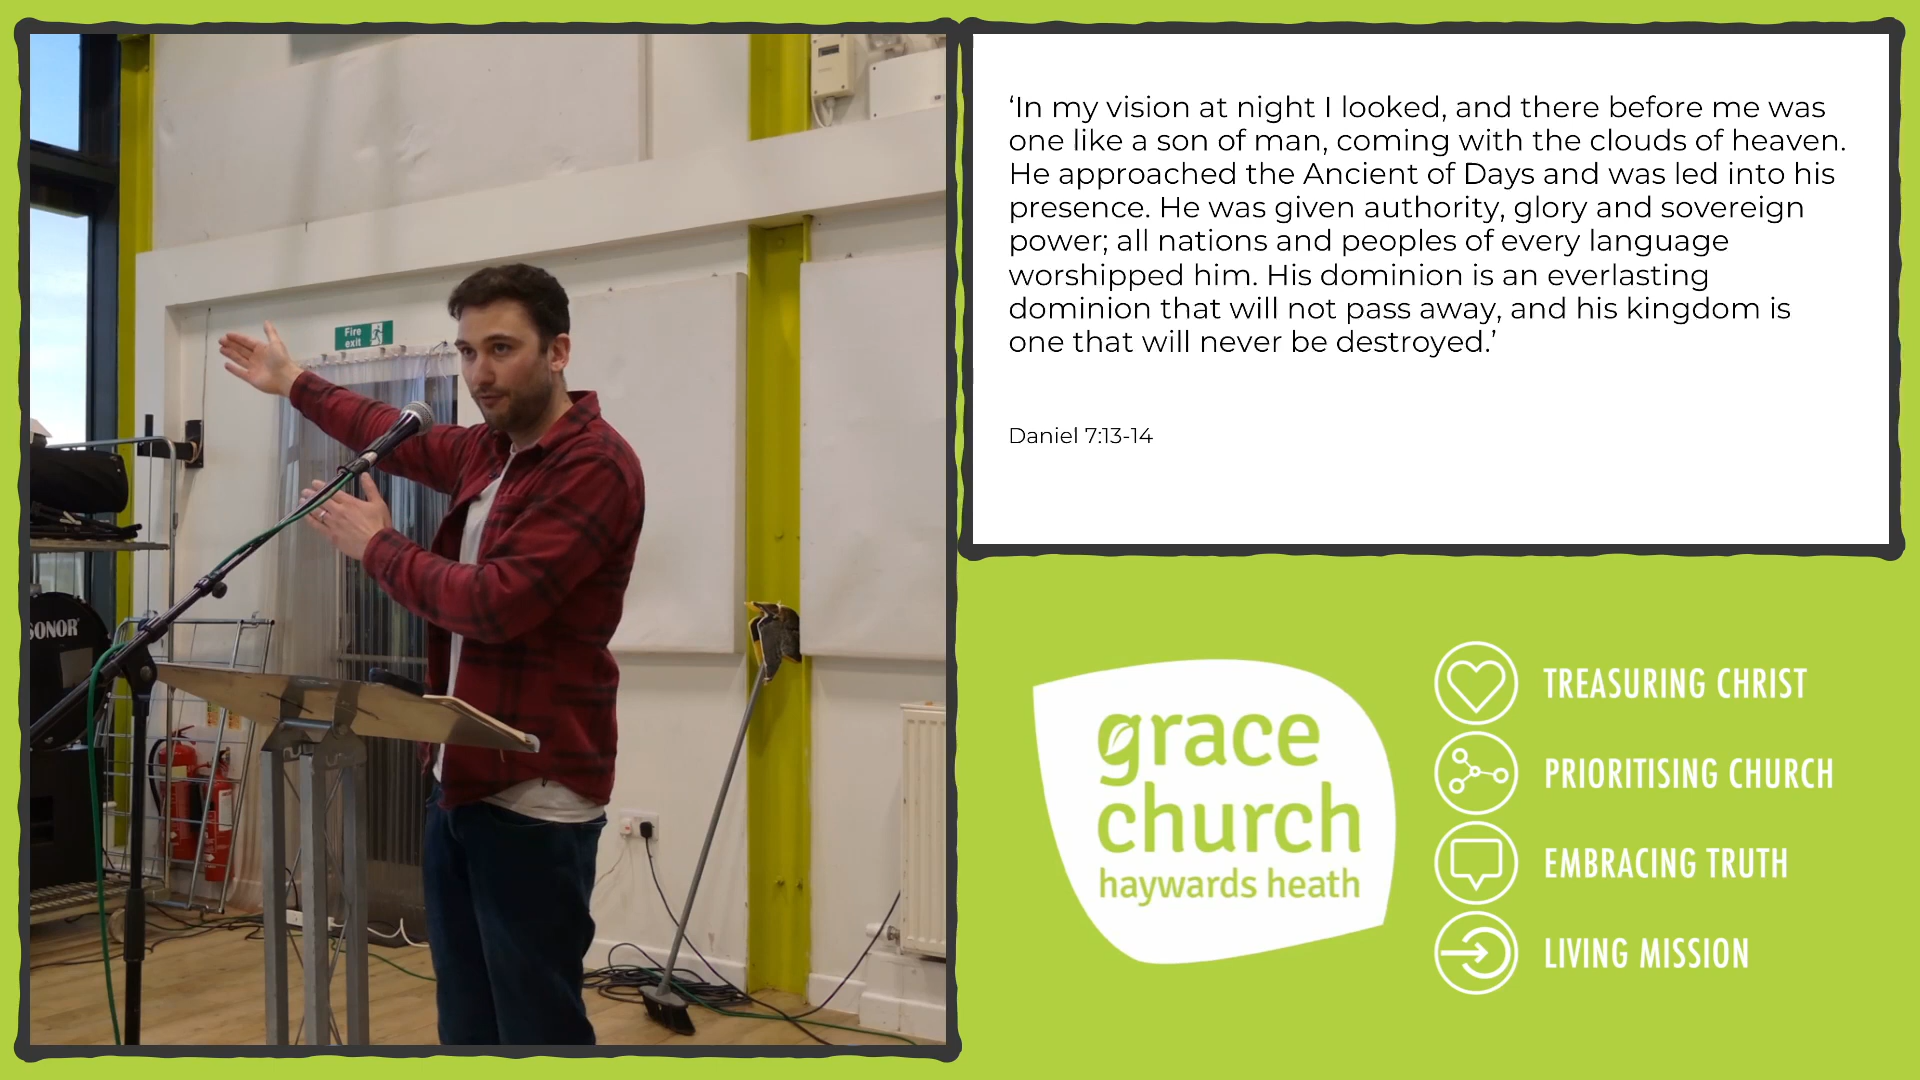 Fire
exit
SONOR
‘In my vision at night I looked, and there before me was
one like a son of man, coming with the clouds of heaven.
He approached the Ancient of Days and was led into his
presence. He was given authority, glory and sovereign
power; all nations and peoples of every language
worshipped him. His dominion is an everlasting
dominion that will not pass away, and his kingdom is
one that will never be destroyed.’
Daniel 7:13-14
grace
church
haywards heath
TREASURING CHRIST
PRIORITISING CHURCH
EMBRACING TRUTH
LIVING MISSION